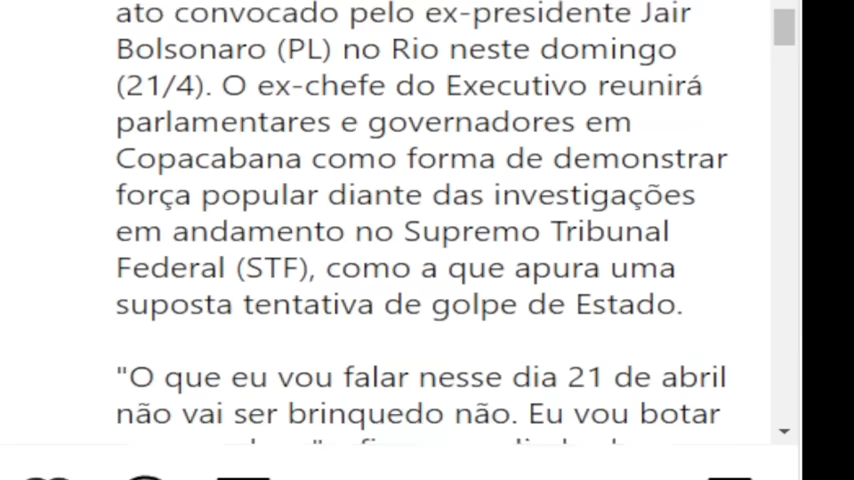 ato convocado pelo ex-presidente Jair
Bolsonaro (PL) no Rio neste domingo
(21/4). O ex-chefe do Executivo reunirá
parlamentares e governadores em
Copacabana como forma de demonstrar
força popular diante das investigações
em andamento no Supremo Tribunal
Federal (STF), como a que apura uma
suposta tentativa de golpe de Estado.
"O que eu vou falar nesse dia 21 de abril
não vai ser brinquedo não. Eu vou botar